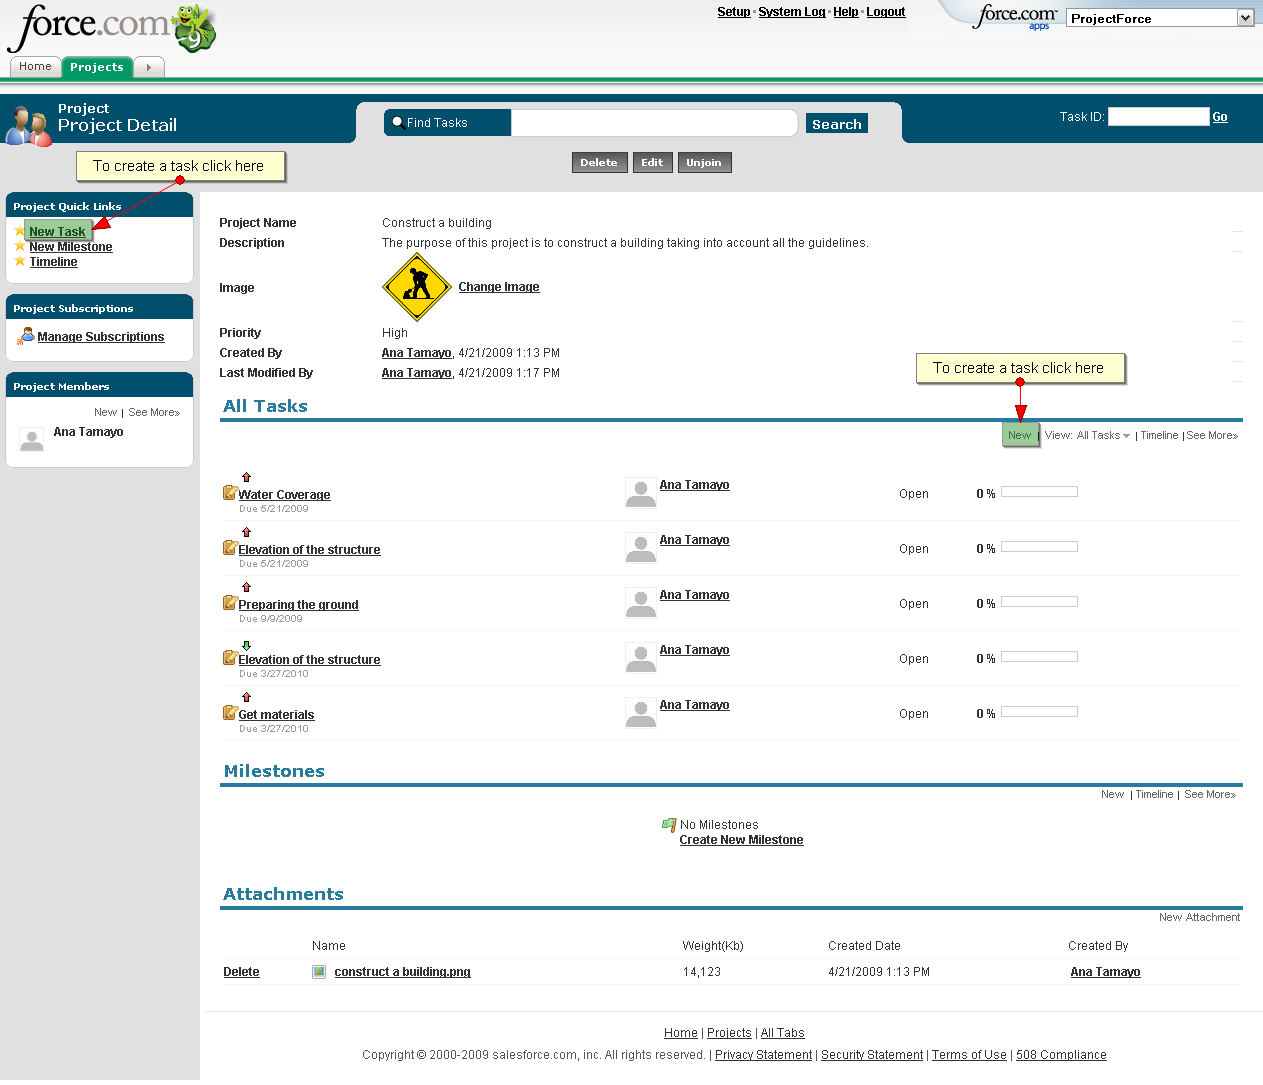 force.com 9
Setup System Log Help Logout
force.com apps
ProjectForce
Home Projects
Project
Project Detail
Find Tasks
Search
Task ID: Go
Delete Edit Unjoin
To create a task click here
Project Quick Links
New Task
New Milestone
Timeline
Project Subscriptions
Manage Subscriptions
Project Members
New | See More»
Ana Tamayo
Project Name Construct a building
Description The purpose of this project is to construct a building taking into account all the guidelines.
Image Change Image
Priority High
Created By Ana Tamayo, 4/21/2009 1:13 PM
Last Modified By Ana Tamayo, 4/21/2009 1:17 PM
To create a task click here
All Tasks
New | View: All Tasks | Timeline | See More»
Water Coverage Ana Tamayo Open 0 %
Due 5/21/2009
Elevation of the structure Ana Tamayo Open 0 %
Due 5/21/2009
Preparing the ground Ana Tamayo Open 0 %
Due 9/9/2009
Elevation of the structure Ana Tamayo Open 0 %
Due 3/27/2010
Get materials Ana Tamayo Open 0 %
Due 3/27/2010
Milestones
New | Timeline | See More»
No Milestones
Create New Milestone
Attachments
New Attachment
Name Weight(Kb) Created Date Created By
Delete construct a building.png 14,123 4/21/2009 1:13 PM Ana Tamayo
Home | Projects | All Tabs
Copyright © 2000-2009 salesforce.com, inc. All rights reserved. | Privacy Statement | Security Statement | Terms of Use | 508 Compliance